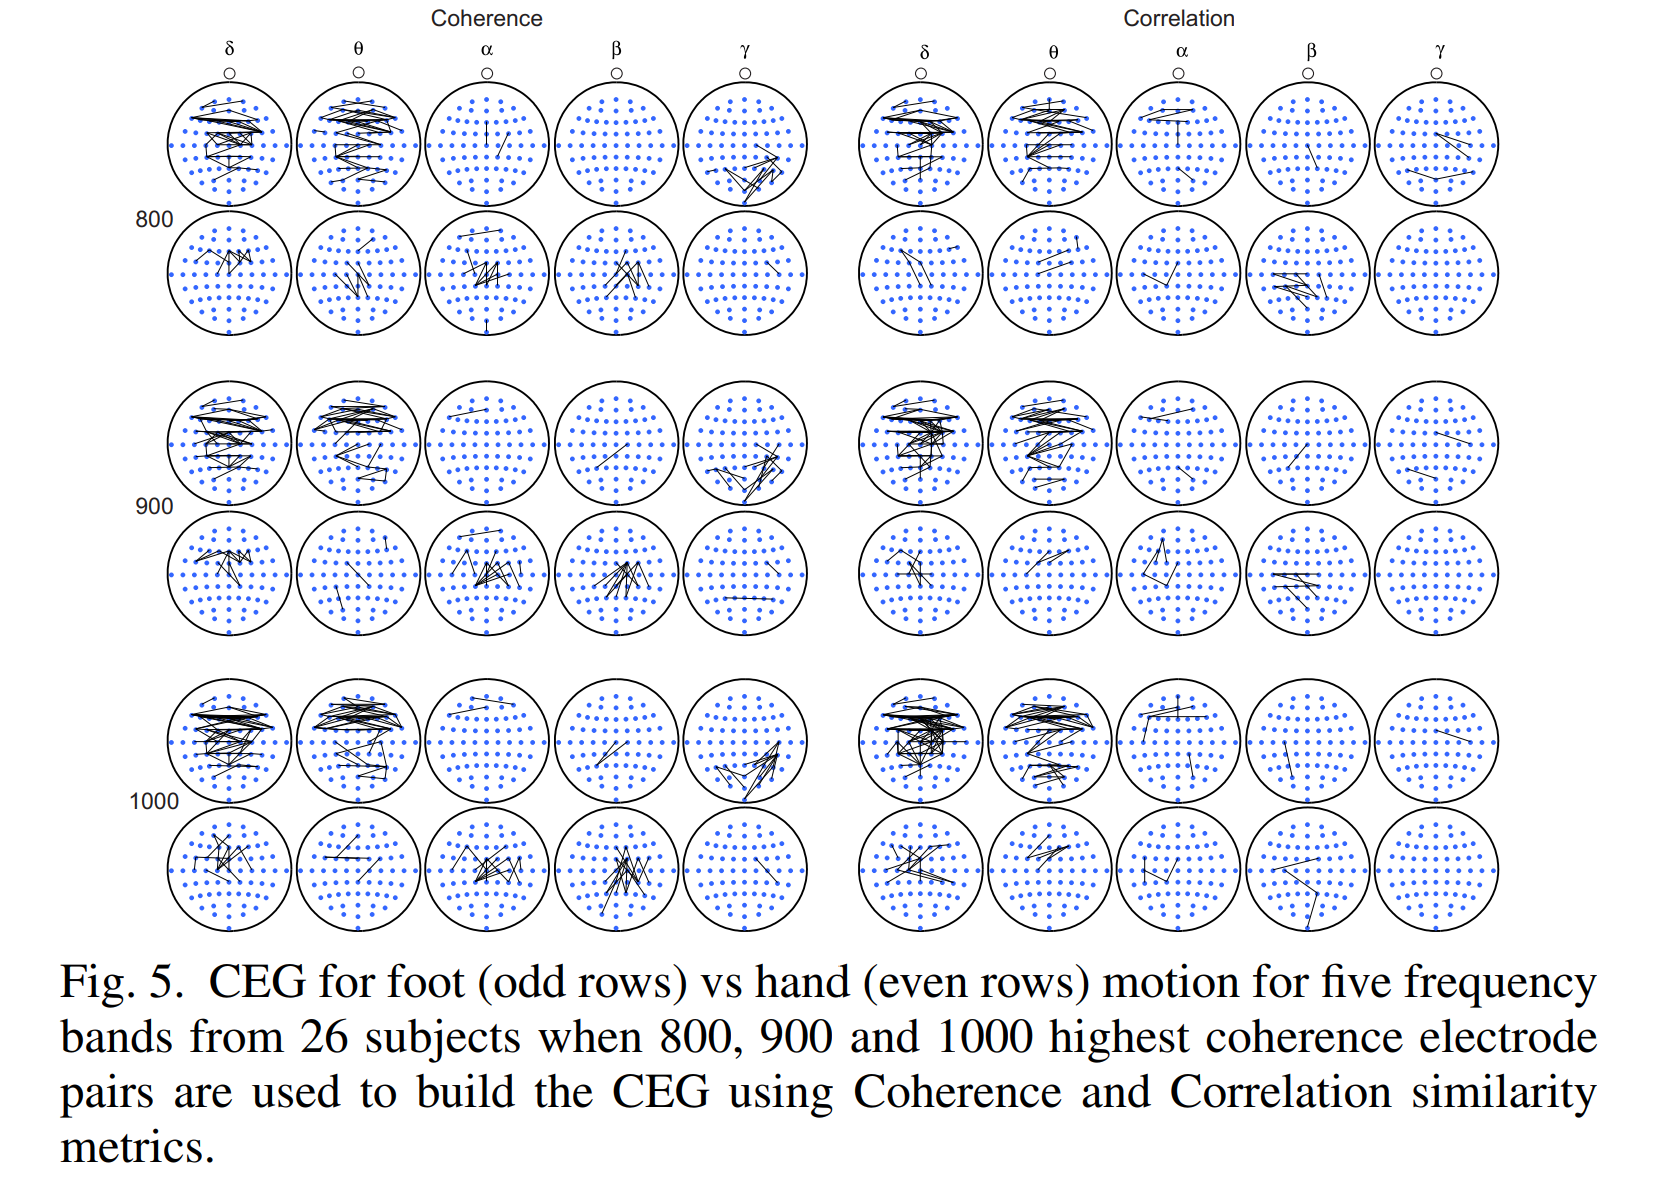 Coherence Correlation
δ θ α β γ δ θ α β γ
800
900
1000
Fig. 5. CEG for foot (odd rows) vs hand (even rows) motion for five frequency
bands from 26 subjects when 800, 900 and 1000 highest coherence electrode
pairs are used to build the CEG using Coherence and Correlation similarity
metrics.